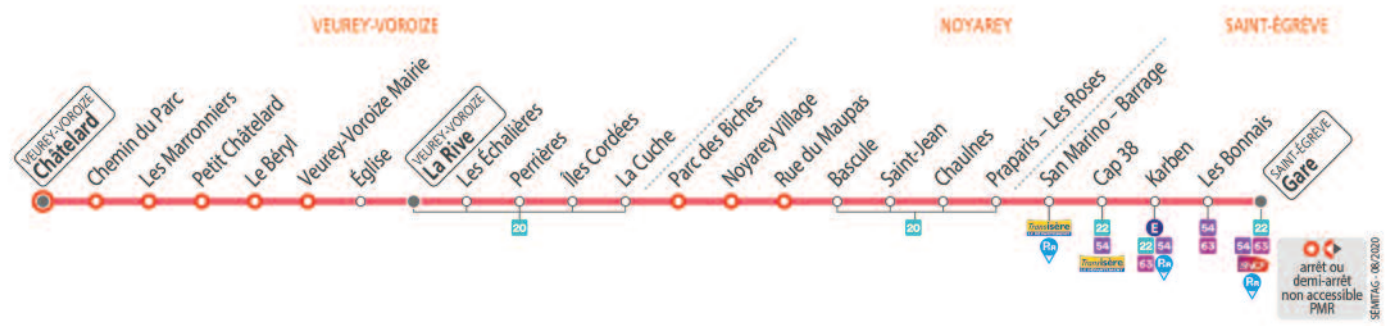 VEUREY-VOROIZE
NOYAREY
SAINT-ÉGRÈVE
VEUREY-VOROIZE
Châtelard
Chemin du Parc
Les Marronniers
Petit Châtelard
Le Béryl
Veurey-Voroize Mairie
Église
VEUREY-VOROIZE
La Rive
Les Échalières
Perrières
Îles Cordées
La Cuche
Parc des Biches
Noyarey Village
Rue du Maupas
Bascule
Saint-Jean
Chaulnes
Praparis – Les Roses
San Marino – Barrage
Cap 38
Karben
Les Bonnais
SAINT-ÉGRÈVE
Gare
20
20
Transisère
RR
22
54
Transisère
E
22 54
63 RR
54
63
22
54 63
SNCF
RR
arrêt ou
demi-arrêt
non accessible
PMR
SÉMITAG - 08/2020